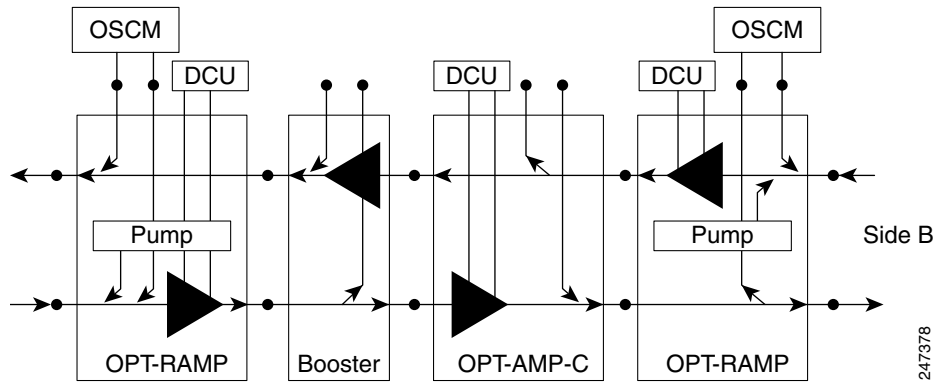 OSCM
OSCM
DCU
DCU
DCU
Pump
Pump
Side B
OPT-RAMP
Booster
OPT-AMP-C
OPT-RAMP
247378